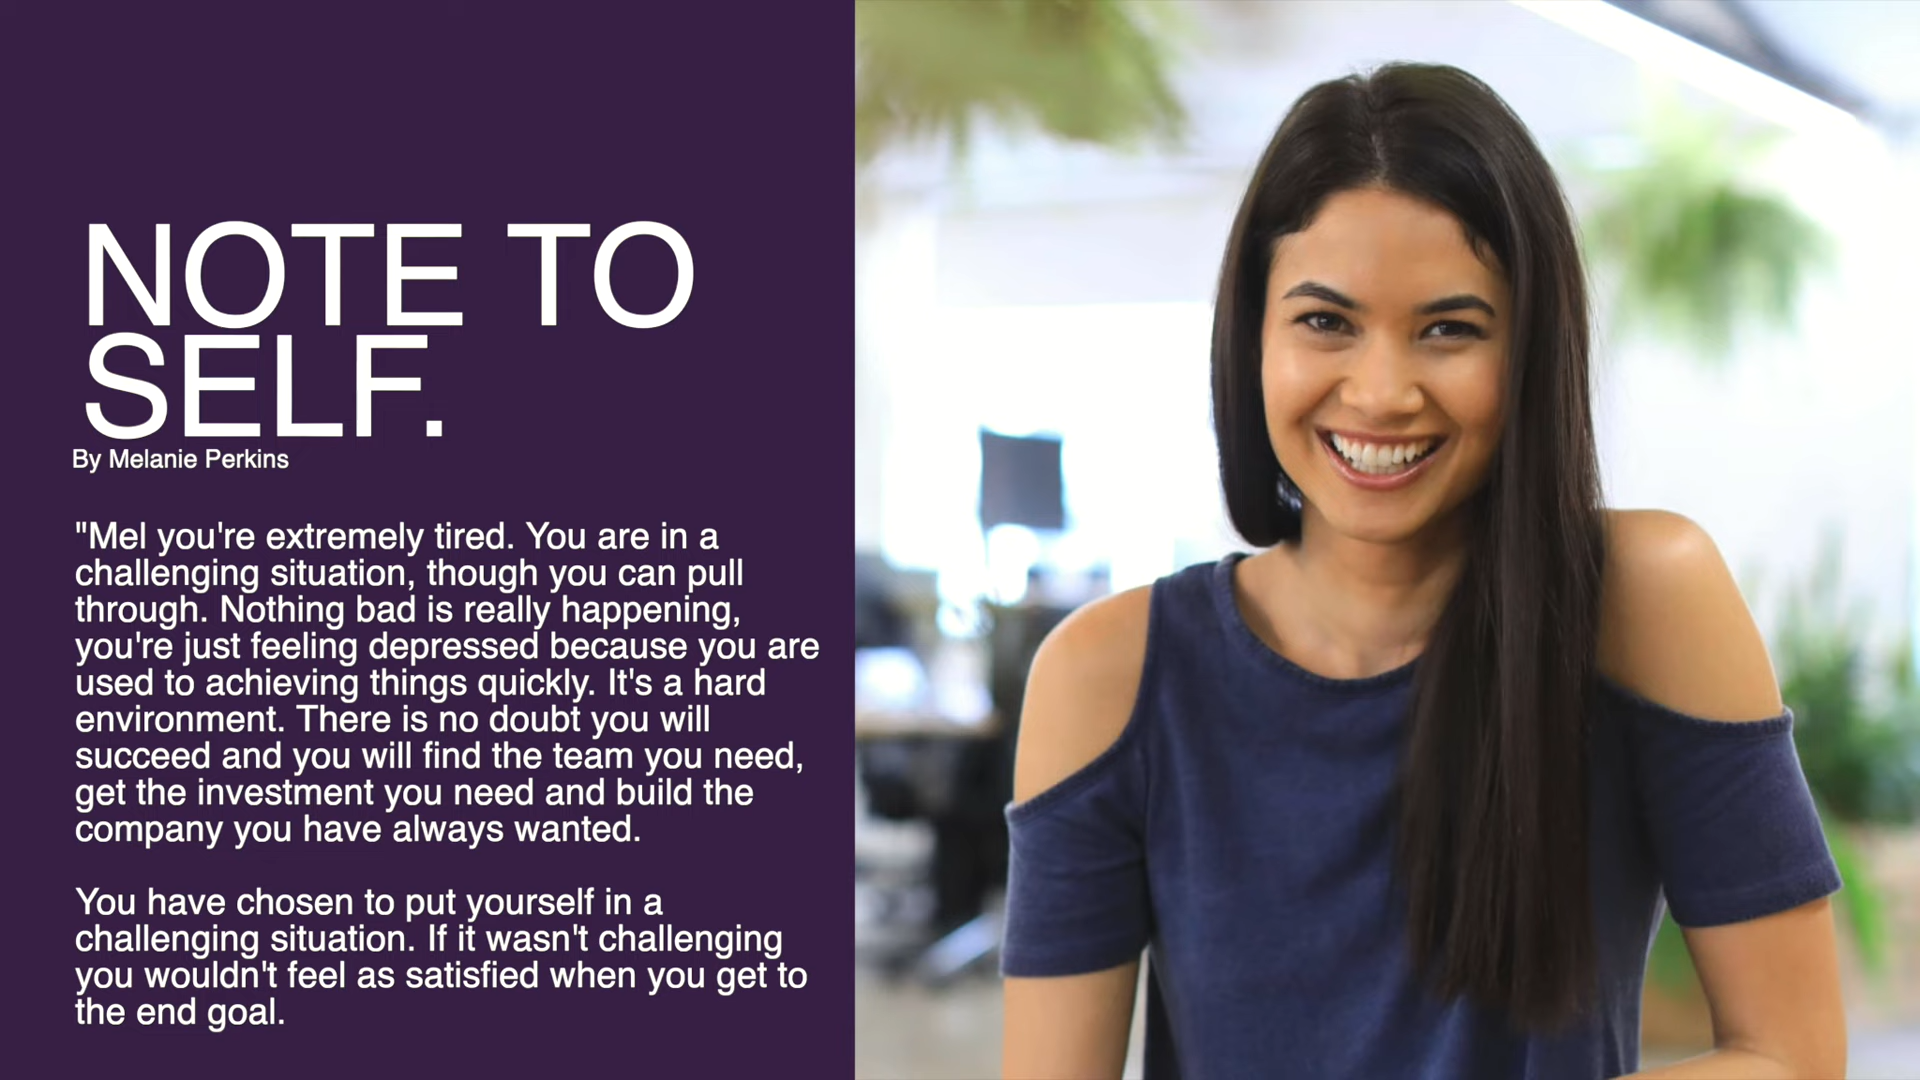 NOTE TO
SELF.
By Melanie Perkins
"Mel you're extremely tired. You are in a
challenging situation, though you can pull
through. Nothing bad is really happening,
you're just feeling depressed because you are
used to achieving things quickly. It's a hard
environment. There is no doubt you will
succeed and you will find the team you need,
get the investment you need and build the
company you have always wanted.
You have chosen to put yourself in a
challenging situation. If it wasn't challenging
you wouldn't feel as satisfied when you get to
the end goal.